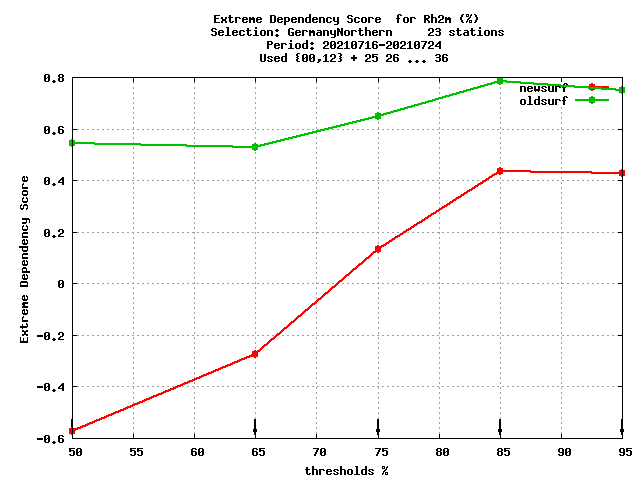 Extreme Dependency Score  for Rh2m (%)
Selection: GermanyNorthern     23 stations
Period: 20210716-20210724
Used {00,12} + 25 26 ... 36
newsurf
oldsurf
0.8
0.6
0.4
0.2
0
-0.2
-0.4
-0.6
Extreme Dependency Score
50 55 60 65 70 75 80 85 90 95
thresholds %